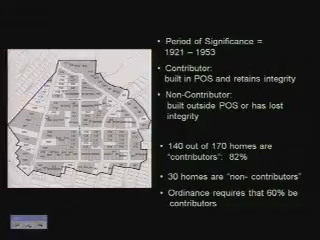 • Period of Significance =
1921 – 1953
• Contributor:
built in POS and retains integrity
• Non-Contributor:
built outside POS or has lost
integrity
• 140 out of 170 homes are
"contributors": 82%
• 30 homes are "non- contributors"
• Ordinance requires that 60% be
contributors